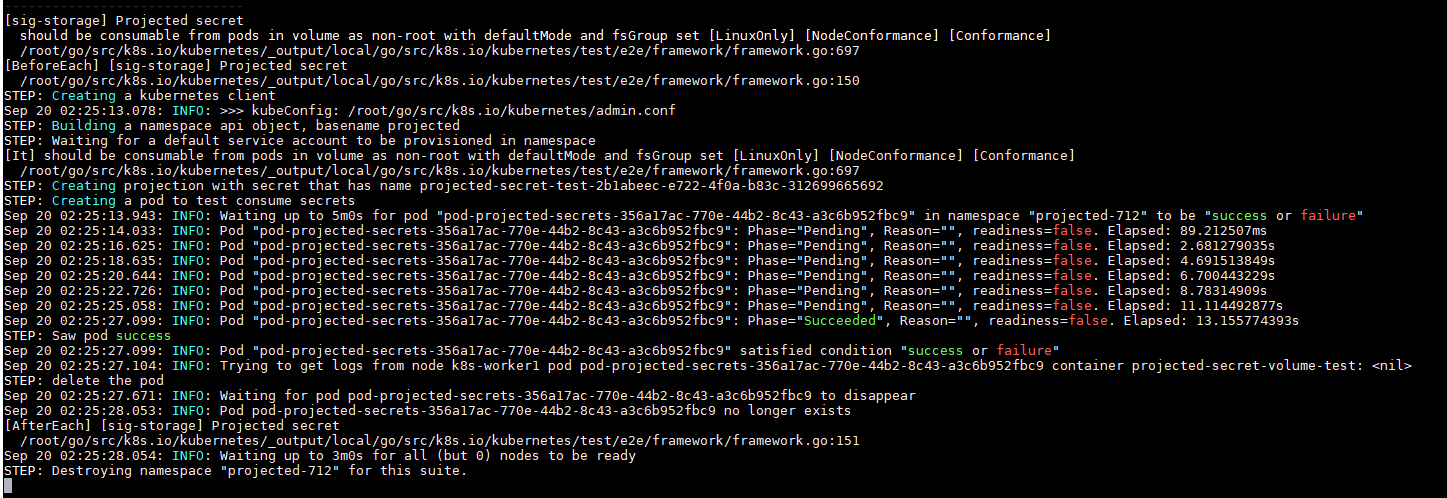 ------------------------------
[sig-storage] Projected secret
  should be consumable from pods in volume as non-root with defaultMode and fsGroup set [LinuxOnly] [NodeConformance] [Conformance]
  /root/go/src/k8s.io/kubernetes/_output/local/go/src/k8s.io/kubernetes/test/e2e/framework/framework.go:697
[BeforeEach] [sig-storage] Projected secret
  /root/go/src/k8s.io/kubernetes/_output/local/go/src/k8s.io/kubernetes/test/e2e/framework/framework.go:150
STEP: Creating a kubernetes client
Sep 20 02:25:13.078: INFO: >>> kubeConfig: /root/go/src/k8s.io/kubernetes/admin.conf
STEP: Building a namespace api object, basename projected
STEP: Waiting for a default service account to be provisioned in namespace
[It] should be consumable from pods in volume as non-root with defaultMode and fsGroup set [LinuxOnly] [NodeConformance] [Conformance]
  /root/go/src/k8s.io/kubernetes/_output/local/go/src/k8s.io/kubernetes/test/e2e/framework/framework.go:697
STEP: Creating projection with secret that has name projected-secret-test-2b1abeec-e722-4f0a-b83c-312699665692
STEP: Creating a pod to test consume secrets
Sep 20 02:25:13.943: INFO: Waiting up to 5m0s for pod "pod-projected-secrets-356a17ac-770e-44b2-8c43-a3c6b952fbc9" in namespace "projected-712" to be "success or failure"
Sep 20 02:25:14.033: INFO: Pod "pod-projected-secrets-356a17ac-770e-44b2-8c43-a3c6b952fbc9": Phase="Pending", Reason="", readiness=false. Elapsed: 89.212507ms
Sep 20 02:25:16.625: INFO: Pod "pod-projected-secrets-356a17ac-770e-44b2-8c43-a3c6b952fbc9": Phase="Pending", Reason="", readiness=false. Elapsed: 2.681279035s
Sep 20 02:25:18.635: INFO: Pod "pod-projected-secrets-356a17ac-770e-44b2-8c43-a3c6b952fbc9": Phase="Pending", Reason="", readiness=false. Elapsed: 4.691513849s
Sep 20 02:25:20.644: INFO: Pod "pod-projected-secrets-356a17ac-770e-44b2-8c43-a3c6b952fbc9": Phase="Pending", Reason="", readiness=false. Elapsed: 6.700443229s
Sep 20 02:25:22.726: INFO: Pod "pod-projected-secrets-356a17ac-770e-44b2-8c43-a3c6b952fbc9": Phase="Pending", Reason="", readiness=false. Elapsed: 8.78314909s
Sep 20 02:25:25.058: INFO: Pod "pod-projected-secrets-356a17ac-770e-44b2-8c43-a3c6b952fbc9": Phase="Pending", Reason="", readiness=false. Elapsed: 11.114492877s
Sep 20 02:25:27.099: INFO: Pod "pod-projected-secrets-356a17ac-770e-44b2-8c43-a3c6b952fbc9": Phase="Succeeded", Reason="", readiness=false. Elapsed: 13.155774393s
STEP: Saw pod success
Sep 20 02:25:27.099: INFO: Pod "pod-projected-secrets-356a17ac-770e-44b2-8c43-a3c6b952fbc9" satisfied condition "success or failure"
Sep 20 02:25:27.104: INFO: Trying to get logs from node k8s-worker1 pod pod-projected-secrets-356a17ac-770e-44b2-8c43-a3c6b952fbc9 container projected-secret-volume-test: <nil>
STEP: delete the pod
Sep 20 02:25:27.671: INFO: Waiting for pod pod-projected-secrets-356a17ac-770e-44b2-8c43-a3c6b952fbc9 to disappear
Sep 20 02:25:28.053: INFO: Pod pod-projected-secrets-356a17ac-770e-44b2-8c43-a3c6b952fbc9 no longer exists
[AfterEach] [sig-storage] Projected secret
  /root/go/src/k8s.io/kubernetes/_output/local/go/src/k8s.io/kubernetes/test/e2e/framework/framework.go:151
Sep 20 02:25:28.054: INFO: Waiting up to 3m0s for all (but 0) nodes to be ready
STEP: Destroying namespace "projected-712" for this suite.